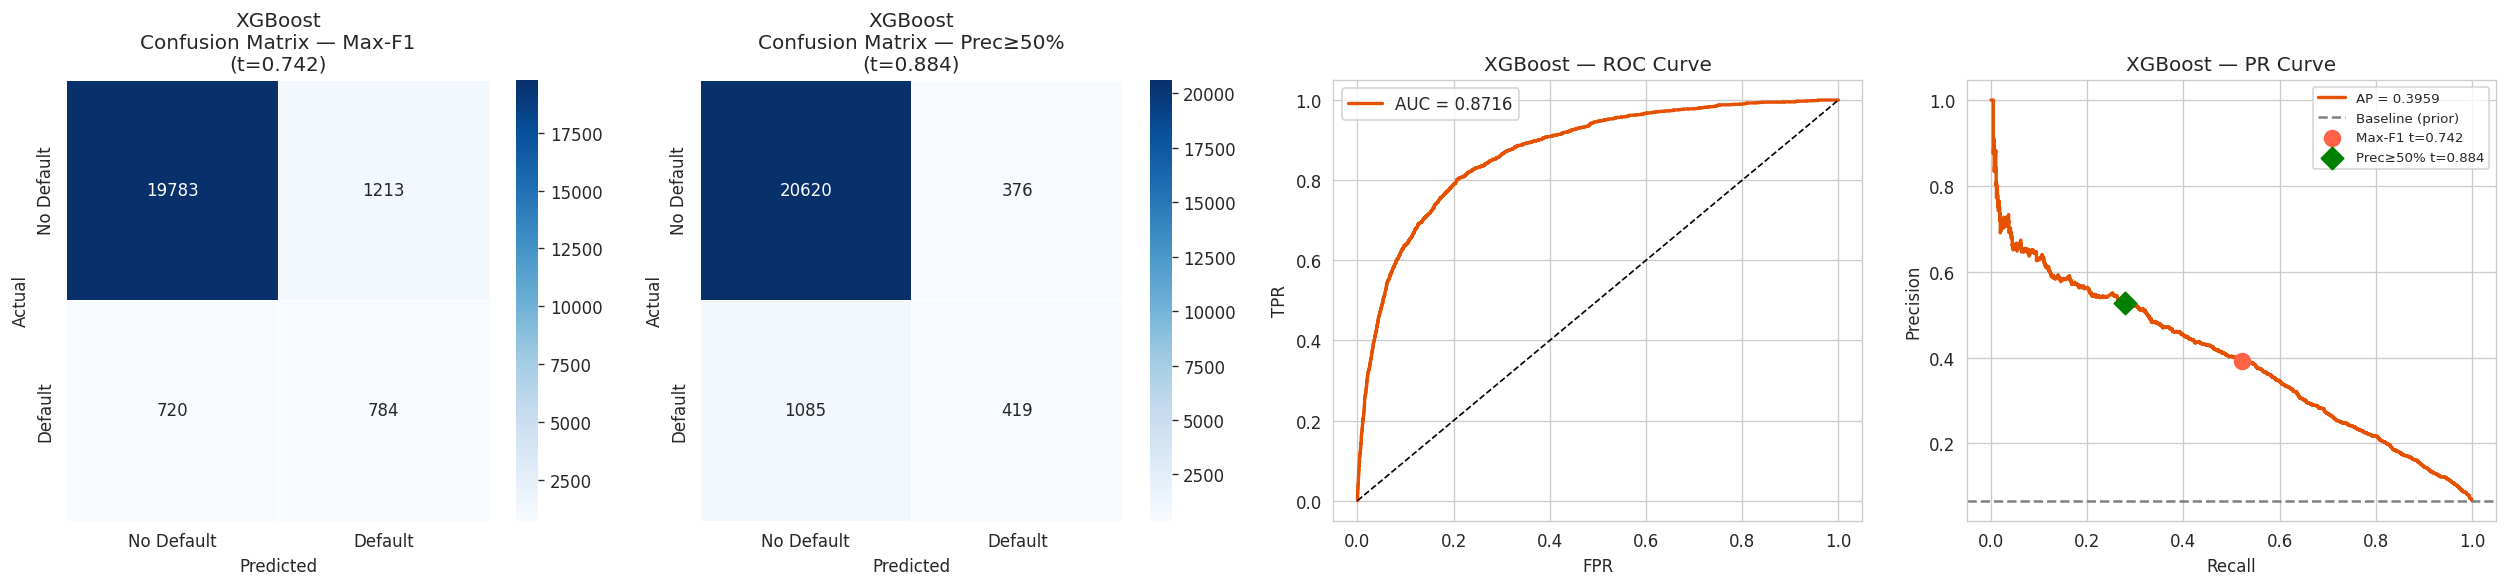 XGBoost
Confusion Matrix — Max-F1
(t=0.742)
Actual
No Default
Default
19783
1213
720
784
No Default
Default
Predicted
17500
15000
12500
10000
7500
5000
2500
XGBoost
Confusion Matrix — Prec≥50%
(t=0.884)
Actual
No Default
Default
20620
376
1085
419
No Default
Default
Predicted
20000
17500
15000
12500
10000
7500
5000
2500
XGBoost — ROC Curve
AUC = 0.8716
TPR
1.0
0.8
0.6
0.4
0.2
0.0
0.0
0.2
0.4
0.6
0.8
1.0
FPR
XGBoost — PR Curve
AP = 0.3959
Baseline (prior)
Max-F1 t=0.742
Prec≥50% t=0.884
Precision
1.0
0.8
0.6
0.4
0.2
0.0
0.2
0.4
0.6
0.8
1.0
Recall